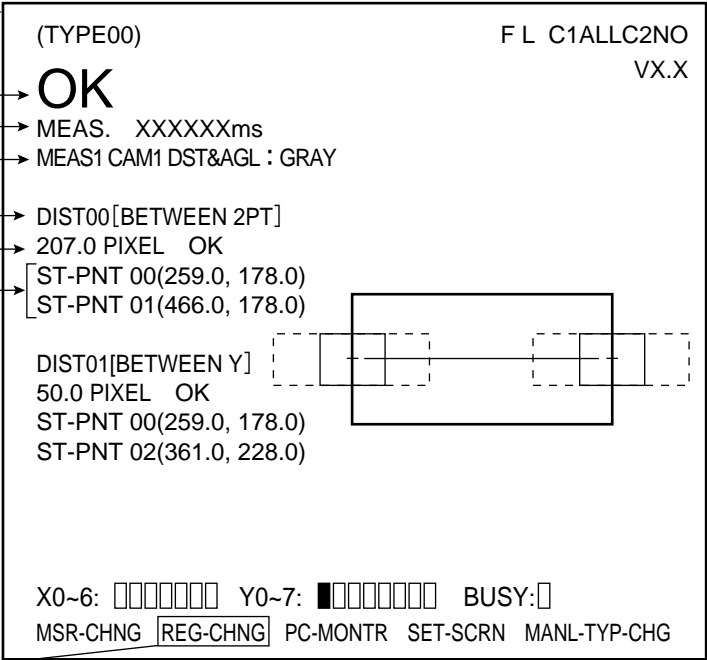 (TYPE00) F L C1ALLC2NO
VX.X
OK
MEAS. XXXXXXms
MEAS1 CAM1 DST&AGL : GRAY
DIST00[BETWEEN 2PT]
207.0 PIXEL OK
ST-PNT 00(259.0, 178.0)
ST-PNT 01(466.0, 178.0)
DIST01[BETWEEN Y]
50.0 PIXEL OK
ST-PNT 00(259.0, 178.0)
ST-PNT 02(361.0, 228.0)
X0~6: Y0~7: BUSY:
MSR-CHNG REG-CHNG PC-MONTR SET-SCRN MANL-TYP-CHG